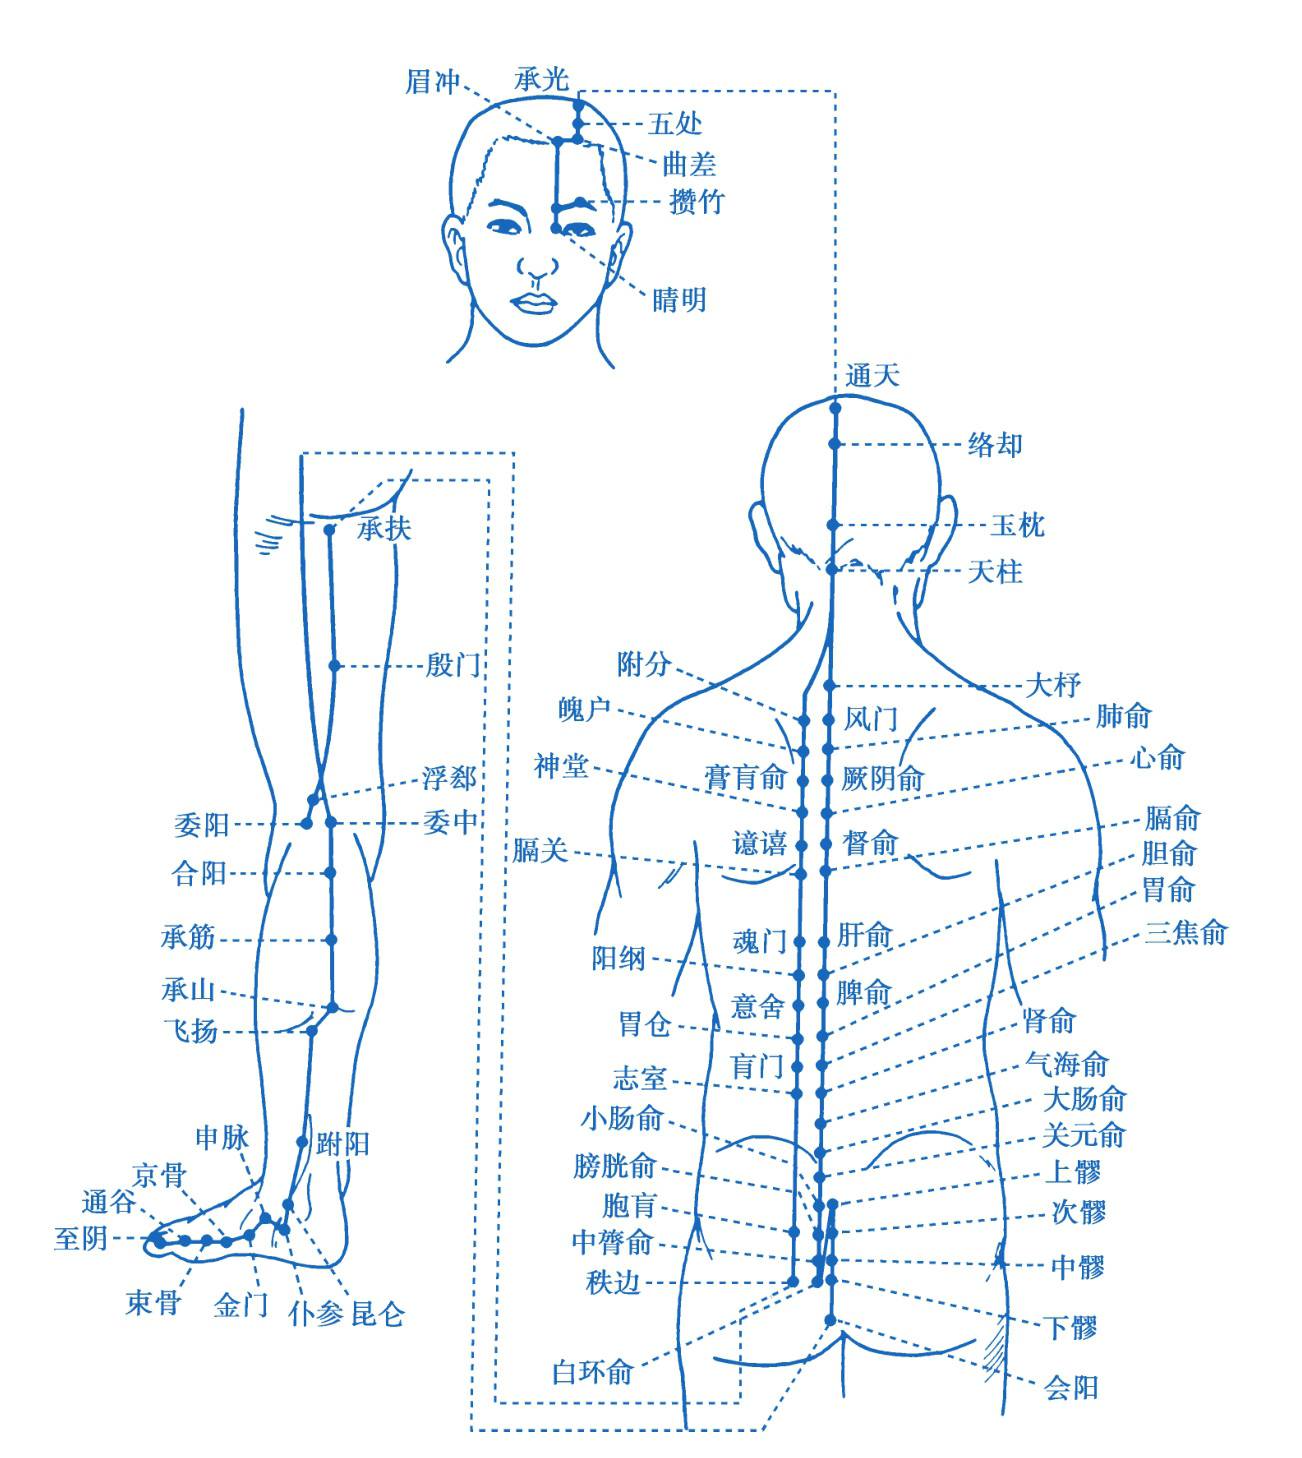 眉冲
承光
五处
曲差
攒竹
睛明
通天
络却
玉枕
天柱
承扶
殷门
浮郄
委阳
委中
合阳
承筋
承山
飞扬
申脉
跗阳
京骨
通谷
至阴
束骨
金门
仆参
昆仑
附分
魄户
神堂
膏肓俞
譩譆
膈关
魂门
阳纲
意舍
胃仓
肓门
志室
小肠俞
膀胱俞
胞肓
中膂俞
秩边
白环俞
大杼
风门
肺俞
心俞
厥阴俞
督俞
膈俞
胆俞
胃俞
肝俞
三焦俞
脾俞
肾俞
气海俞
大肠俞
关元俞
上髎
次髎
中髎
下髎
会阳